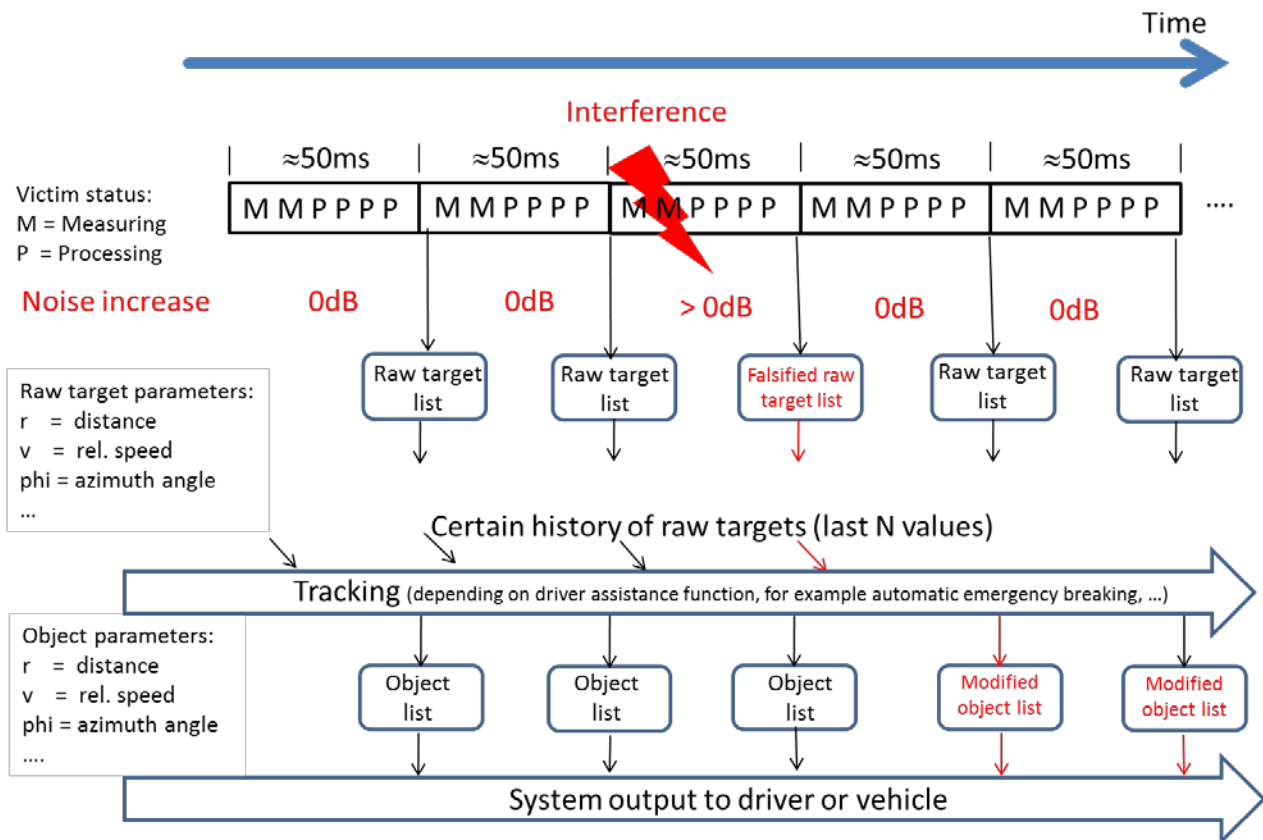 Time
Interference
≈50ms
≈50ms
≈50ms
≈50ms
≈50ms
Victim status:
M = Measuring
P = Processing
M M P P P P
M M P P P P
M M P P P P
M M P P P P
M M P P P P
....
Noise increase
0dB
0dB
> 0dB
0dB
0dB
Raw target parameters:
r = distance
v = rel. speed
phi = azimuth angle
...
Raw target
list
Raw target
list
Falsified raw
target list
Raw target
list
Raw target
list
Certain history of raw targets (last N values)
Tracking (depending on driver assistance function, for example automatic emergency breaking, ...)
Object parameters:
r = distance
v = rel. speed
phi = azimuth angle
....
Object
list
Object
list
Object
list
Modified
object list
Modified
object list
System output to driver or vehicle